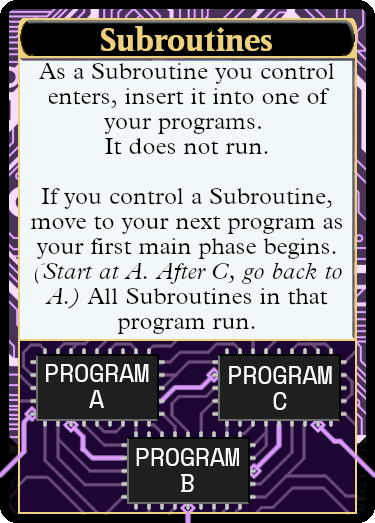 Subroutines
As a Subroutine you control
enters, insert it into one of
your programs.
It does not run.
If you control a Subroutine,
move to your next program as
your first main phase begins.
(Start at A. After C, go back to
A.) All Subroutines in that
program run.
PROGRAM
A
PROGRAM
C
PROGRAM
B